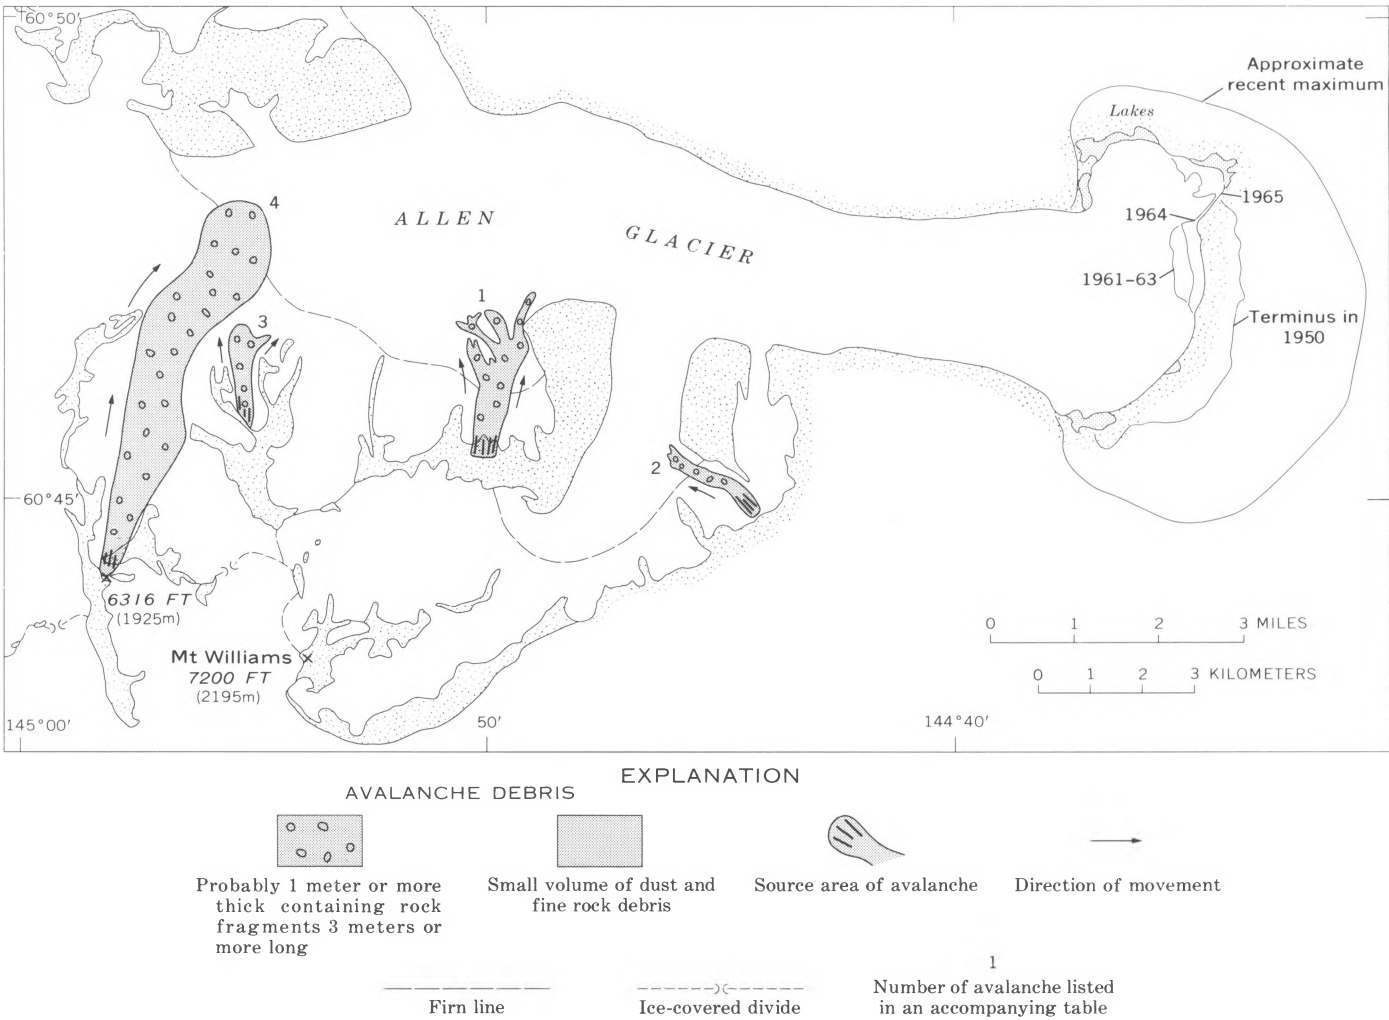 60°50′
Approximate
recent maximum
Lakes
4
ALLEN
GLACIER
1965
1964
1961-63
1
3
Terminus in
1950
2
60°45′
6316 FT
(1925m)
Mt Williams
7200 FT
(2195m)
0 1 2 3 MILES
0 1 2 3 KILOMETERS
145°00′
50′
144°40′
EXPLANATION
AVALANCHE DEBRIS
Probably 1 meter or more
thick containing rock
fragments 3 meters or
more long
Small volume of dust and
fine rock debris
Source area of avalanche
Direction of movement
Firn line
Ice-covered divide
1
Number of avalanche listed
in an accompanying table